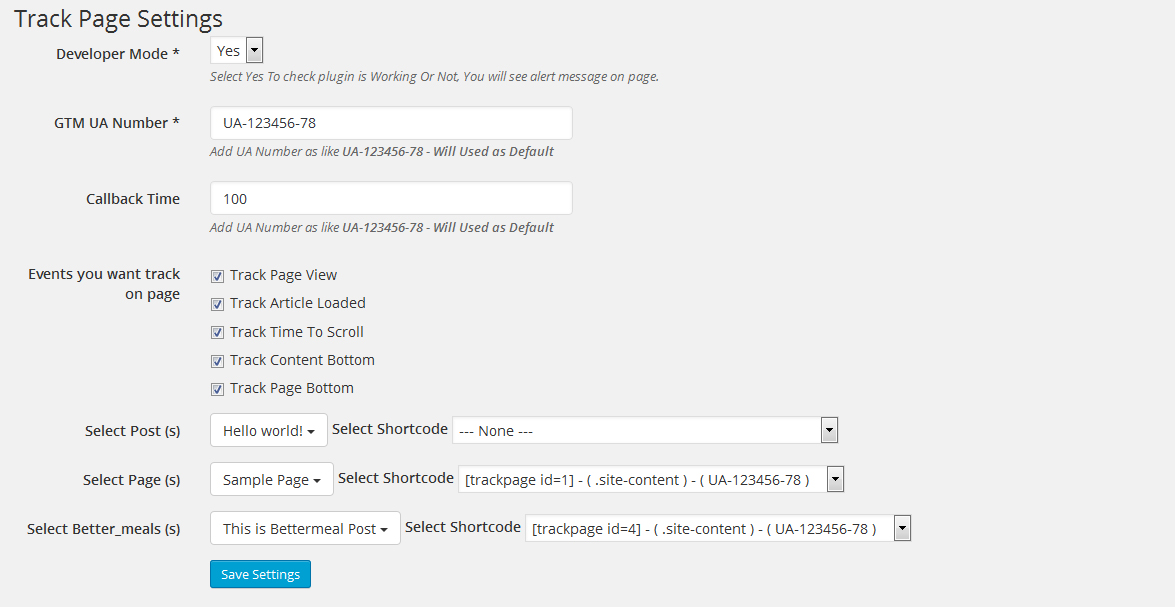 Track Page Settings
Developer Mode * Yes
Select Yes To check plugin is Working Or Not, You will see alert message on page.
GTM UA Number * UA-123456-78
Add UA Number as like UA-123456-78 - Will Used as Default
Callback Time 100
Add UA Number as like UA-123456-78 - Will Used as Default
Events you want track
on page
Track Page View
Track Article Loaded
Track Time To Scroll
Track Content Bottom
Track Page Bottom
Select Post (s) Hello world! Select Shortcode --- None ---
Select Page (s) Sample Page Select Shortcode [trackpage id=1] - ( .site-content ) - ( UA-123456-78 )
Select Better_meals (s) This is Bettermeal Post Select Shortcode [trackpage id=4] - ( .site-content ) - ( UA-123456-78 )
Save Settings